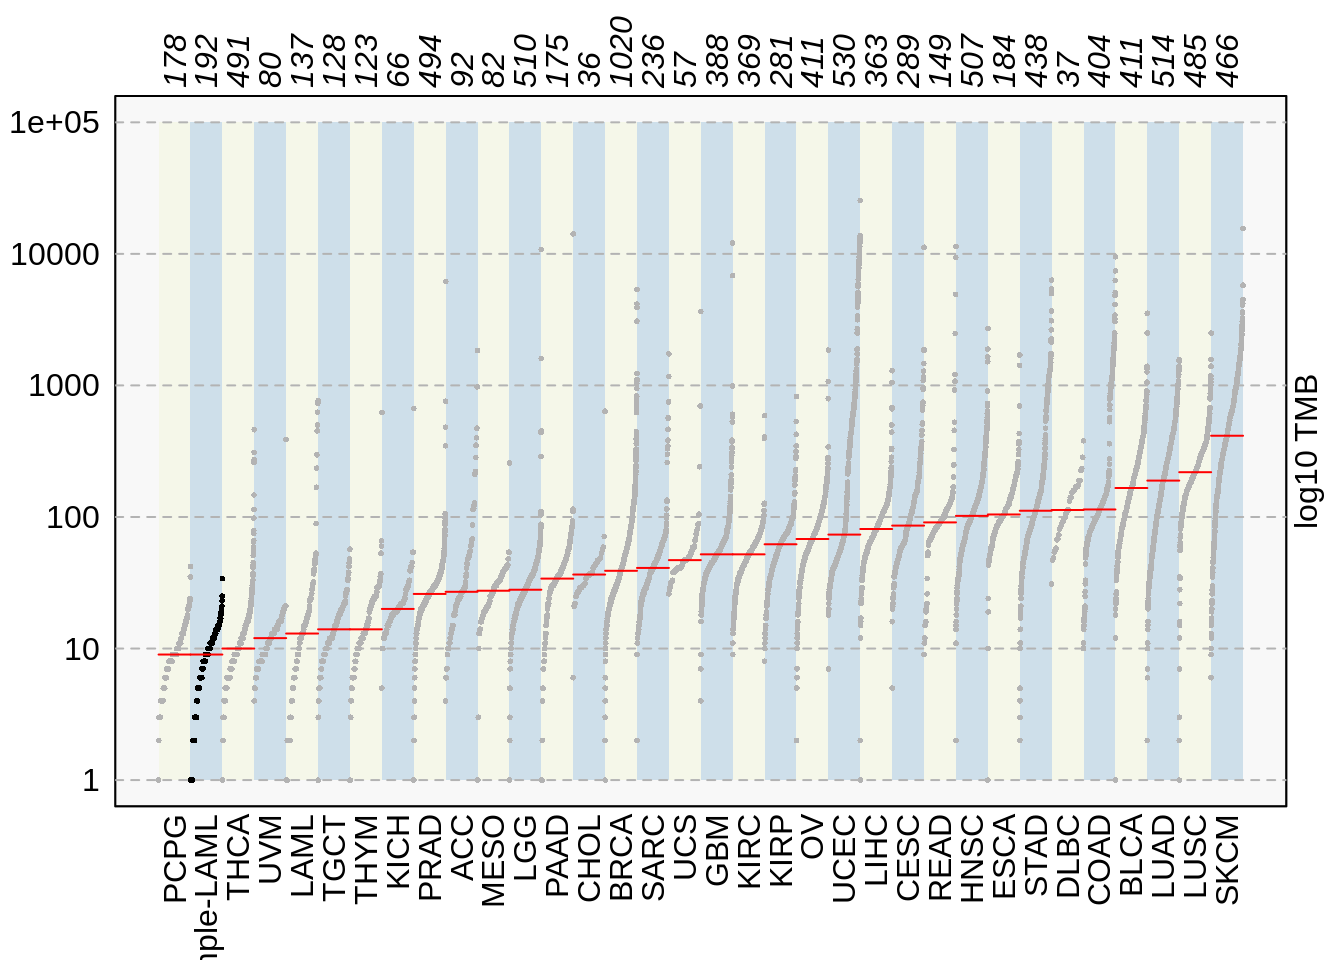 178 192 491 80 137 128 123 66 494 92 82 510 175 36 1020 236 57 388 369 281 411 530 363 289 149 507 184 438 37 404 411 514 485 466
1e+05
10000
1000
100
10
1
log10 TMB
PCPG mple-LAML THCA UVM LAML TGCT THYM KICH PRAD ACC MESO LGG PAAD CHOL BRCA SARC UCS GBM KIRC KIRP OV UCEC LIHC CESC READ HNSC ESCA STAD DLBC COAD BLCA LUAD LUSC SKCM